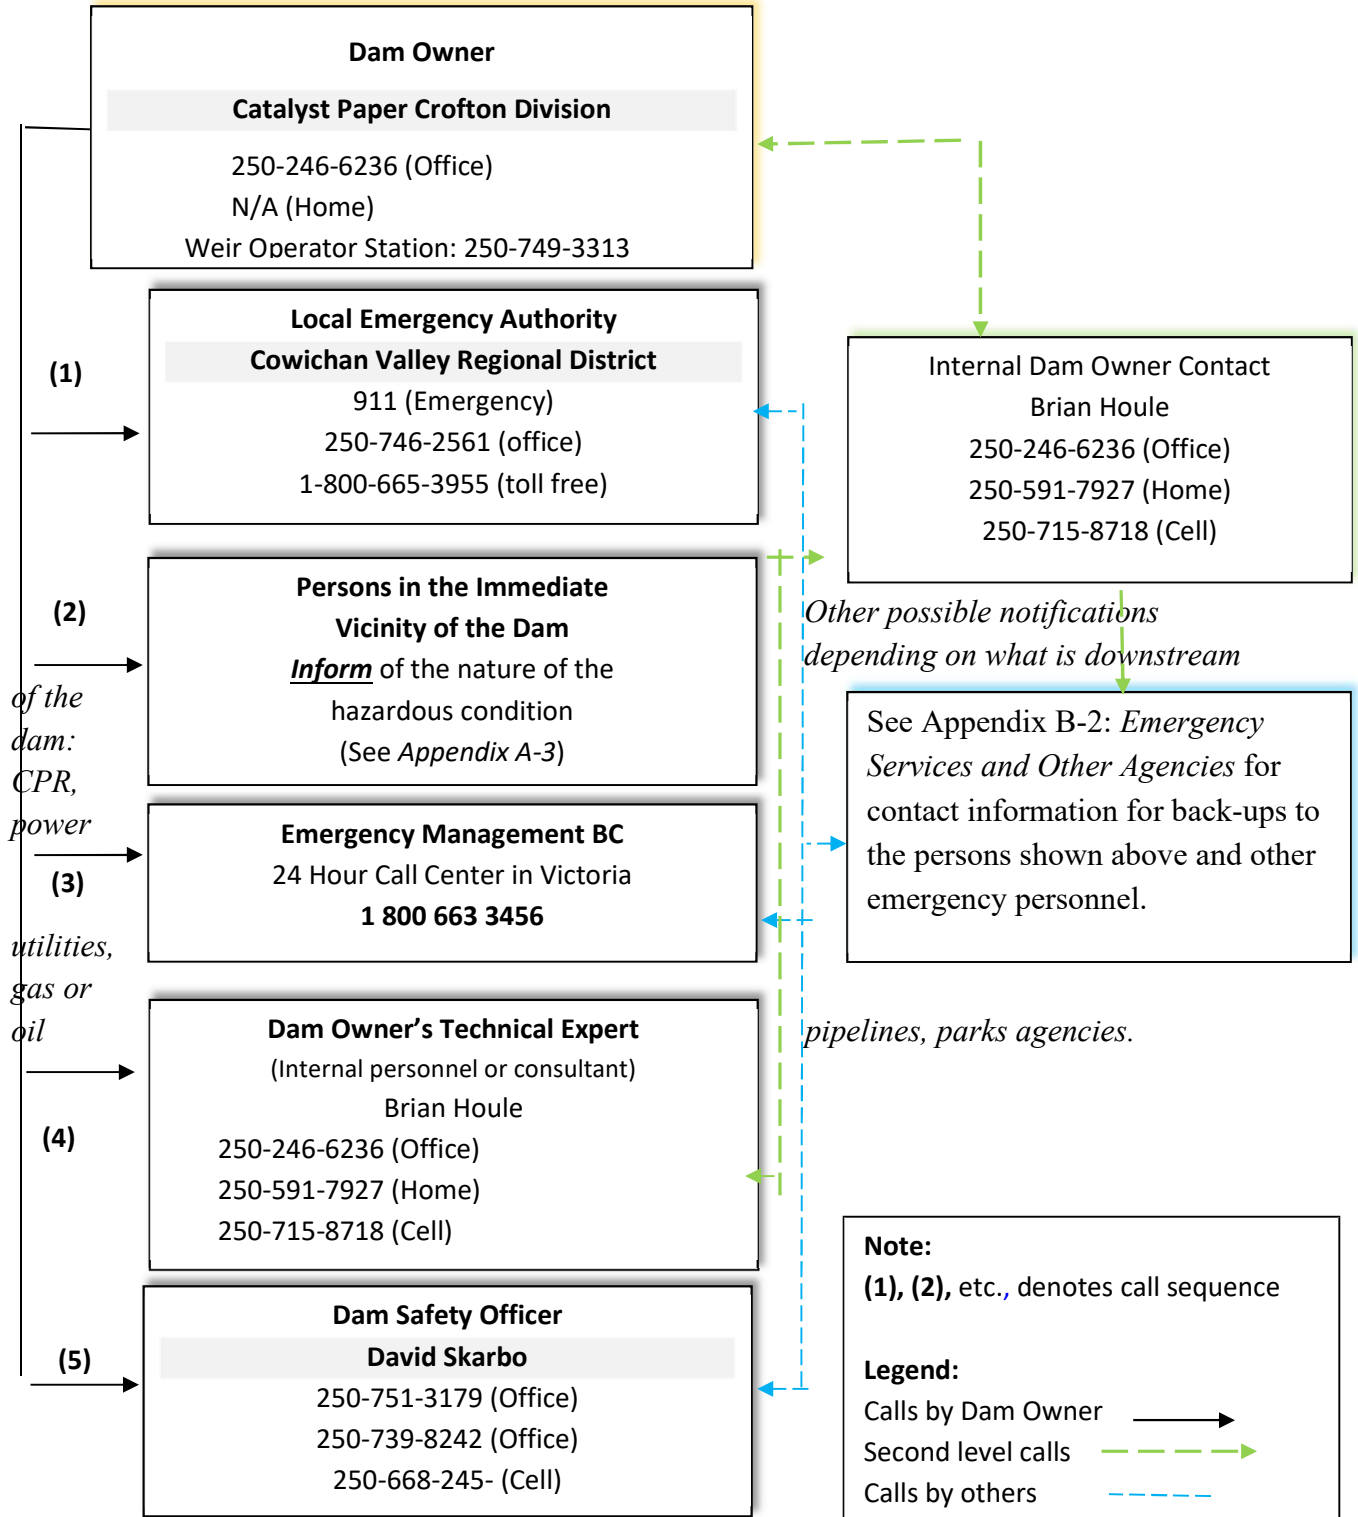 Dam Owner
Catalyst Paper Crofton Division
250-246-6236 (Office)
N/A (Home)
Weir Operator Station: 250-749-3313
(1)
Local Emergency Authority
Cowichan Valley Regional District
911 (Emergency)
250-746-2561 (office)
1-800-665-3955 (toll free)
Internal Dam Owner Contact
Brian Houle
250-246-6236 (Office)
250-591-7927 (Home)
250-715-8718 (Cell)
(2)
Persons in the Immediate
Vicinity of the Dam
Inform of the nature of the
hazardous condition
(See Appendix A-3)
Other possible notifications
depending on what is downstream
of the
dam:
CPR,
power
See Appendix B-2: Emergency
Services and Other Agencies for
contact information for back-ups to
the persons shown above and other
emergency personnel.
(3)
Emergency Management BC
24 Hour Call Center in Victoria
1 800 663 3456
utilities,
gas or
oil
pipelines, parks agencies.
(4)
Dam Owner’s Technical Expert
(Internal personnel or consultant)
Brian Houle
250-246-6236 (Office)
250-591-7927 (Home)
250-715-8718 (Cell)
(5)
Dam Safety Officer
David Skarbo
250-751-3179 (Office)
250-739-8242 (Office)
250-668-245- (Cell)
Note:
(1), (2), etc., denotes call sequence
Legend:
Calls by Dam Owner
Second level calls
Calls by others